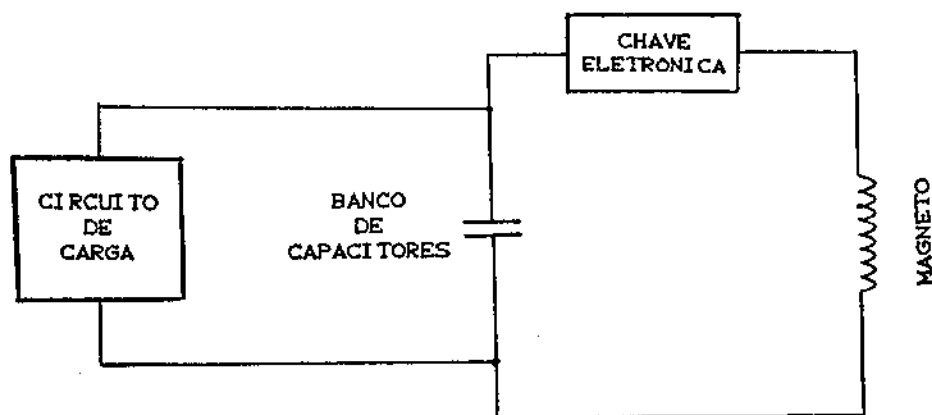 CHAVE
ELETRONICA
CIRCUITO
DE
CARGA
BANCO
DE
CAPACITORES
MAGNETO